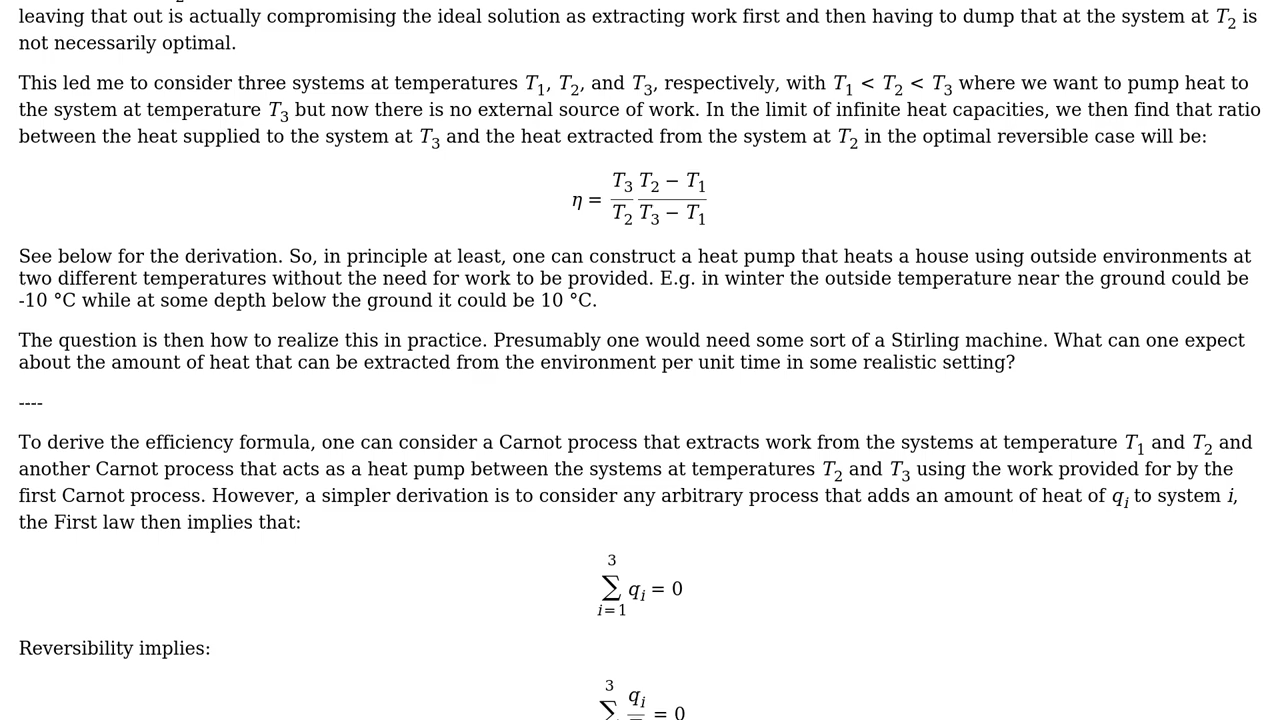 leaving that out is actually compromising the ideal solution as extracting work first and then having to dump that at the system at T2 is
not necessarily optimal.
This led me to consider three systems at temperatures T1, T2, and T3, respectively, with T1 < T2 < T3 where we want to pump heat to
the system at temperature T3 but now there is no external source of work. In the limit of infinite heat capacities, we then find that ratio
between the heat supplied to the system at T3 and the heat extracted from the system at T2 in the optimal reversible case will be:
η = T3/T2 (T2 − T1)/(T3 − T1)
See below for the derivation. So, in principle at least, one can construct a heat pump that heats a house using outside environments at
two different temperatures without the need for work to be provided. E.g. in winter the outside temperature near the ground could be
-10 °C while at some depth below the ground it could be 10 °C.
The question is then how to realize this in practice. Presumably one would need some sort of a Stirling machine. What can one expect
about the amount of heat that can be extracted from the environment per unit time in some realistic setting?
----
To derive the efficiency formula, one can consider a Carnot process that extracts work from the systems at temperature T1 and T2 and
another Carnot process that acts as a heat pump between the systems at temperatures T2 and T3 using the work provided for by the
first Carnot process. However, a simpler derivation is to consider any arbitrary process that adds an amount of heat of qi to system i,
the First law then implies that:
3
∑ qi = 0
i=1
Reversibility implies:
3
∑ qi = 0